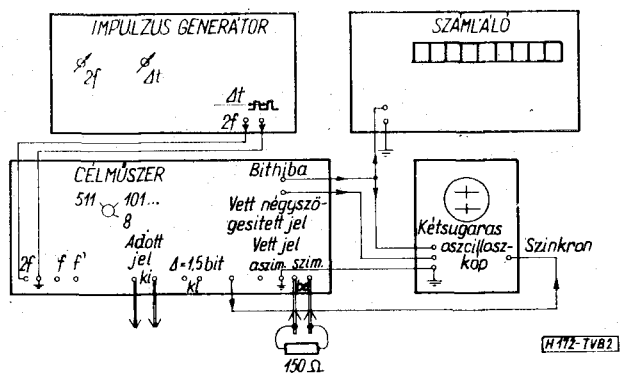 IMPULZUS GENERÁTOR
2f
Δt
Δt
2f
SZÁMLÁLÓ
CÉLMŰSZER
511
101...
8
Bithiba
Vett négyszö-
gesített jel
Vett jel
aszim. szim.
be
2f
f
f'
Adott
jel
ki
Δ=1,5 bit
ki
Kétsugaras
oszcillosz-
kóp
Szinkron
150 Ω
H 172-TVB2